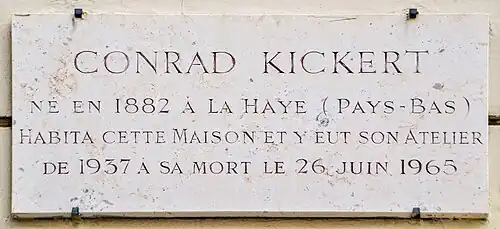 CONRAD KICKERT
NÉ EN 1882 À LA HAYE (PAYS-BAS)
HABITA CETTE MAISON ET Y EUT SON ATELIER
DE 1937 À SA MORT LE 26 JUIN 1965